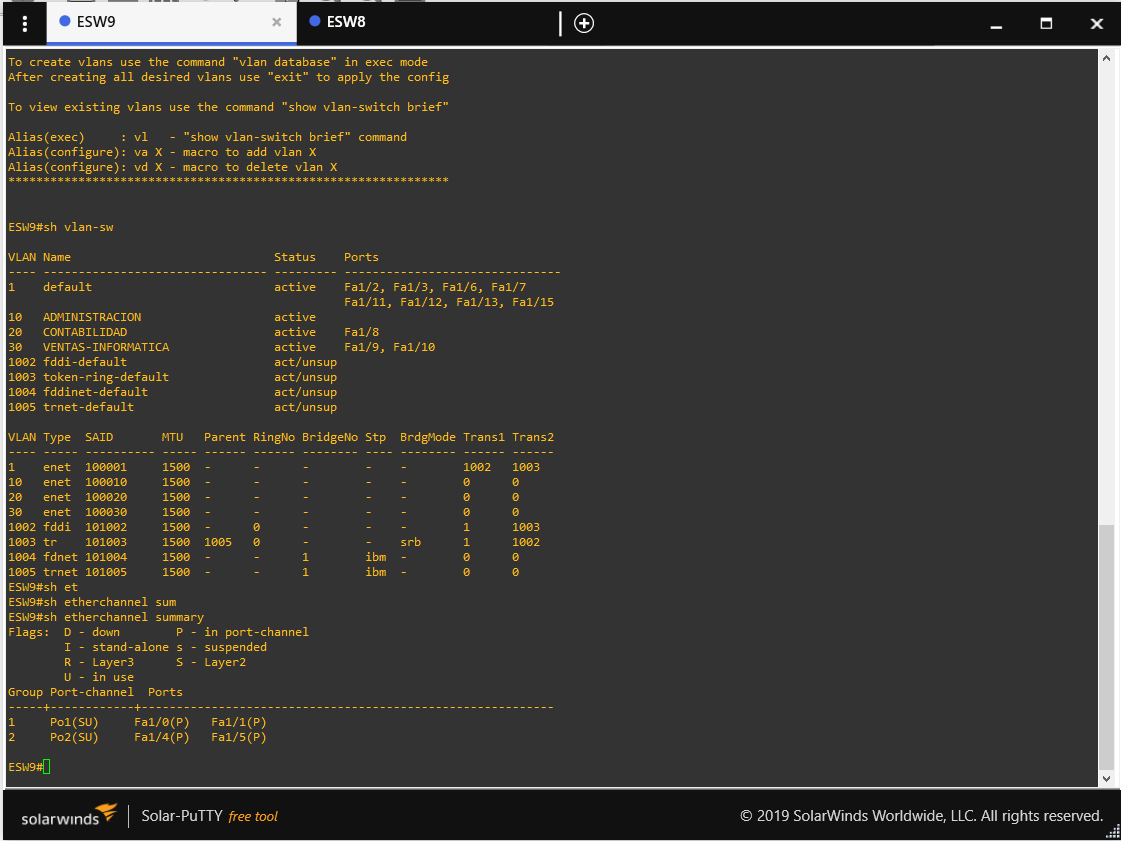 ESW9
ESW8
To create vlans use the command "vlan database" in exec mode
After creating all desired vlans use "exit" to apply the config
To view existing vlans use the command "show vlan-switch brief"
Alias(exec)     : vl   - "show vlan-switch brief" command
Alias(configure): va X - macro to add vlan X
Alias(configure): vd X - macro to delete vlan X
***************************************************************
ESW9#sh vlan-sw
VLAN Name                             Status    Ports
---- -------------------------------- --------- -------------------------------
1    default                          active    Fa1/2, Fa1/3, Fa1/6, Fa1/7
                                                Fa1/11, Fa1/12, Fa1/13, Fa1/15
10   ADMINISTRACION                   active
20   CONTABILIDAD                     active    Fa1/8
30   VENTAS-INFORMATICA               active    Fa1/9, Fa1/10
1002 fddi-default                     act/unsup
1003 token-ring-default               act/unsup
1004 fddinet-default                  act/unsup
1005 trnet-default                    act/unsup
VLAN Type  SAID       MTU   Parent RingNo BridgeNo Stp  BrdgMode Trans1 Trans2
---- ----- ---------- ----- ------ ------ -------- ---- -------- ------ ------
1    enet  100001     1500  -      -      -        -    -        1002   1003
10   enet  100010     1500  -      -      -        -    -        0      0
20   enet  100020     1500  -      -      -        -    -        0      0
30   enet  100030     1500  -      -      -        -    -        0      0
1002 fddi  101002     1500  -      0      -        -    -        1      1003
1003 tr    101003     1500  1005   0      -        -    srb      1      1002
1004 fdnet 101004     1500  -      -      1        ibm  -        0      0
1005 trnet 101005     1500  -      -      1        ibm  -        0      0
ESW9#sh et
ESW9#sh etherchannel sum
ESW9#sh etherchannel summary
Flags:  D - down        P - in port-channel
        I - stand-alone s - suspended
        R - Layer3      S - Layer2
        U - in use
Group Port-channel  Ports
-----+------------+-----------------------------------------------------------
1     Po1(SU)     Fa1/0(P)   Fa1/1(P)
2     Po2(SU)     Fa1/4(P)   Fa1/5(P)
ESW9#
solarwinds
Solar-PuTTY free tool
© 2019 SolarWinds Worldwide, LLC. All rights reserved.